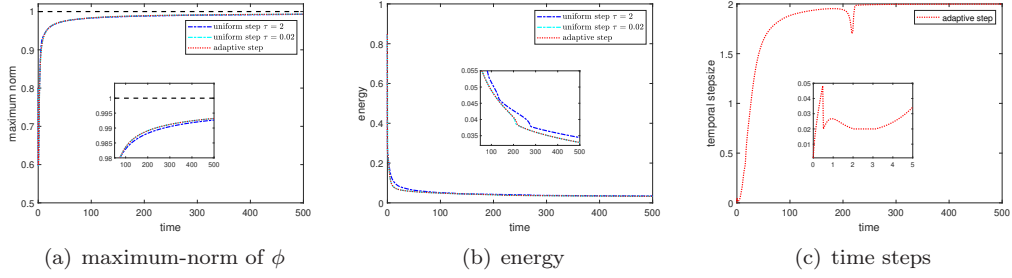 1
0.9
0.8
0.7
0.6
0.5
maximum norm
uniform step τ = 2
uniform step τ = 0.02
adaptive step
1
0.995
0.99
0.985
0.98
100 200 300 400 500
0 100 200 300 400 500
time
(a) maximum-norm of ϕ
1
0.8
0.6
0.4
0.2
0
energy
uniform step τ = 2
uniform step τ = 0.02
adaptive step
0.055
0.05
0.045
0.04
0.035
100 200 300 400 500
0 100 200 300 400 500
time
(b) energy
2
1.5
1
0.5
0
temporal stepsize
adaptive step
0.05
0.04
0.03
0.02
0.01
0 1 2 3 4 5
0 100 200 300 400 500
time
(c) time steps